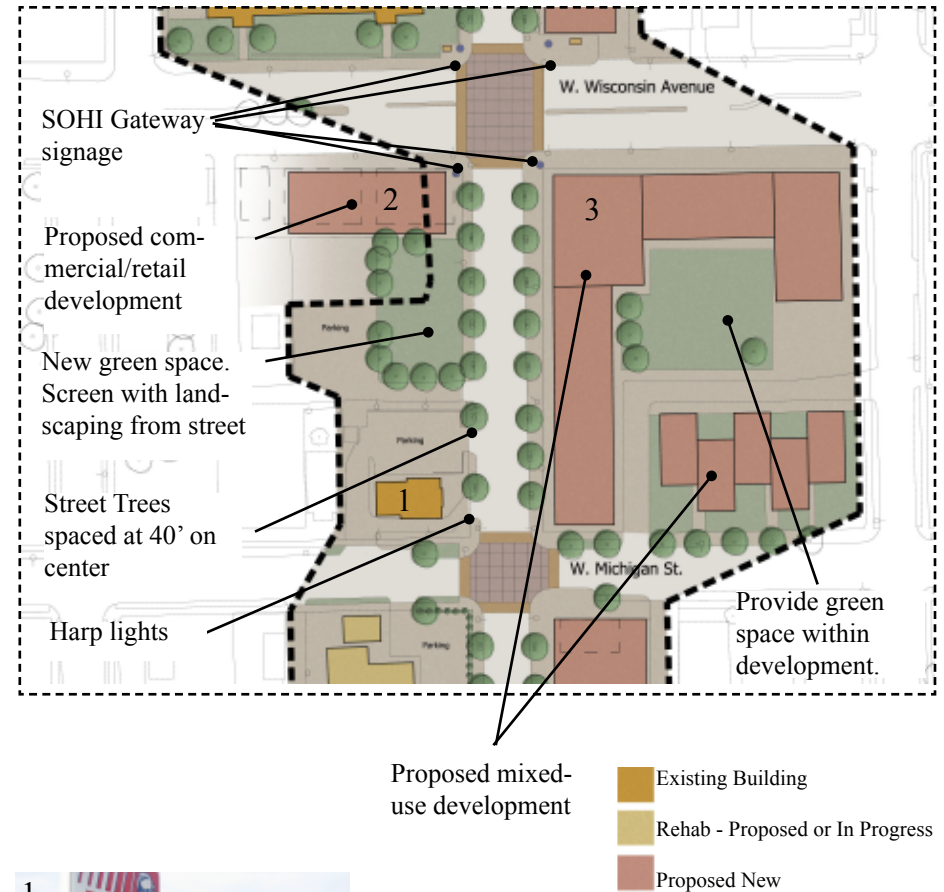 W. Wisconsin Avenue
SOHI Gateway
signage
2
3
Proposed com-
mercial/retail
development
Parking
New green space.
Screen with land-
scaping from street
Parking
1
Street Trees
spaced at 40' on
center
W. Michigan St.
Harp lights
Parking
Provide green
space within
development.
Proposed mixed-
use development
Existing Building
Rehab - Proposed or In Progress
Proposed New
1